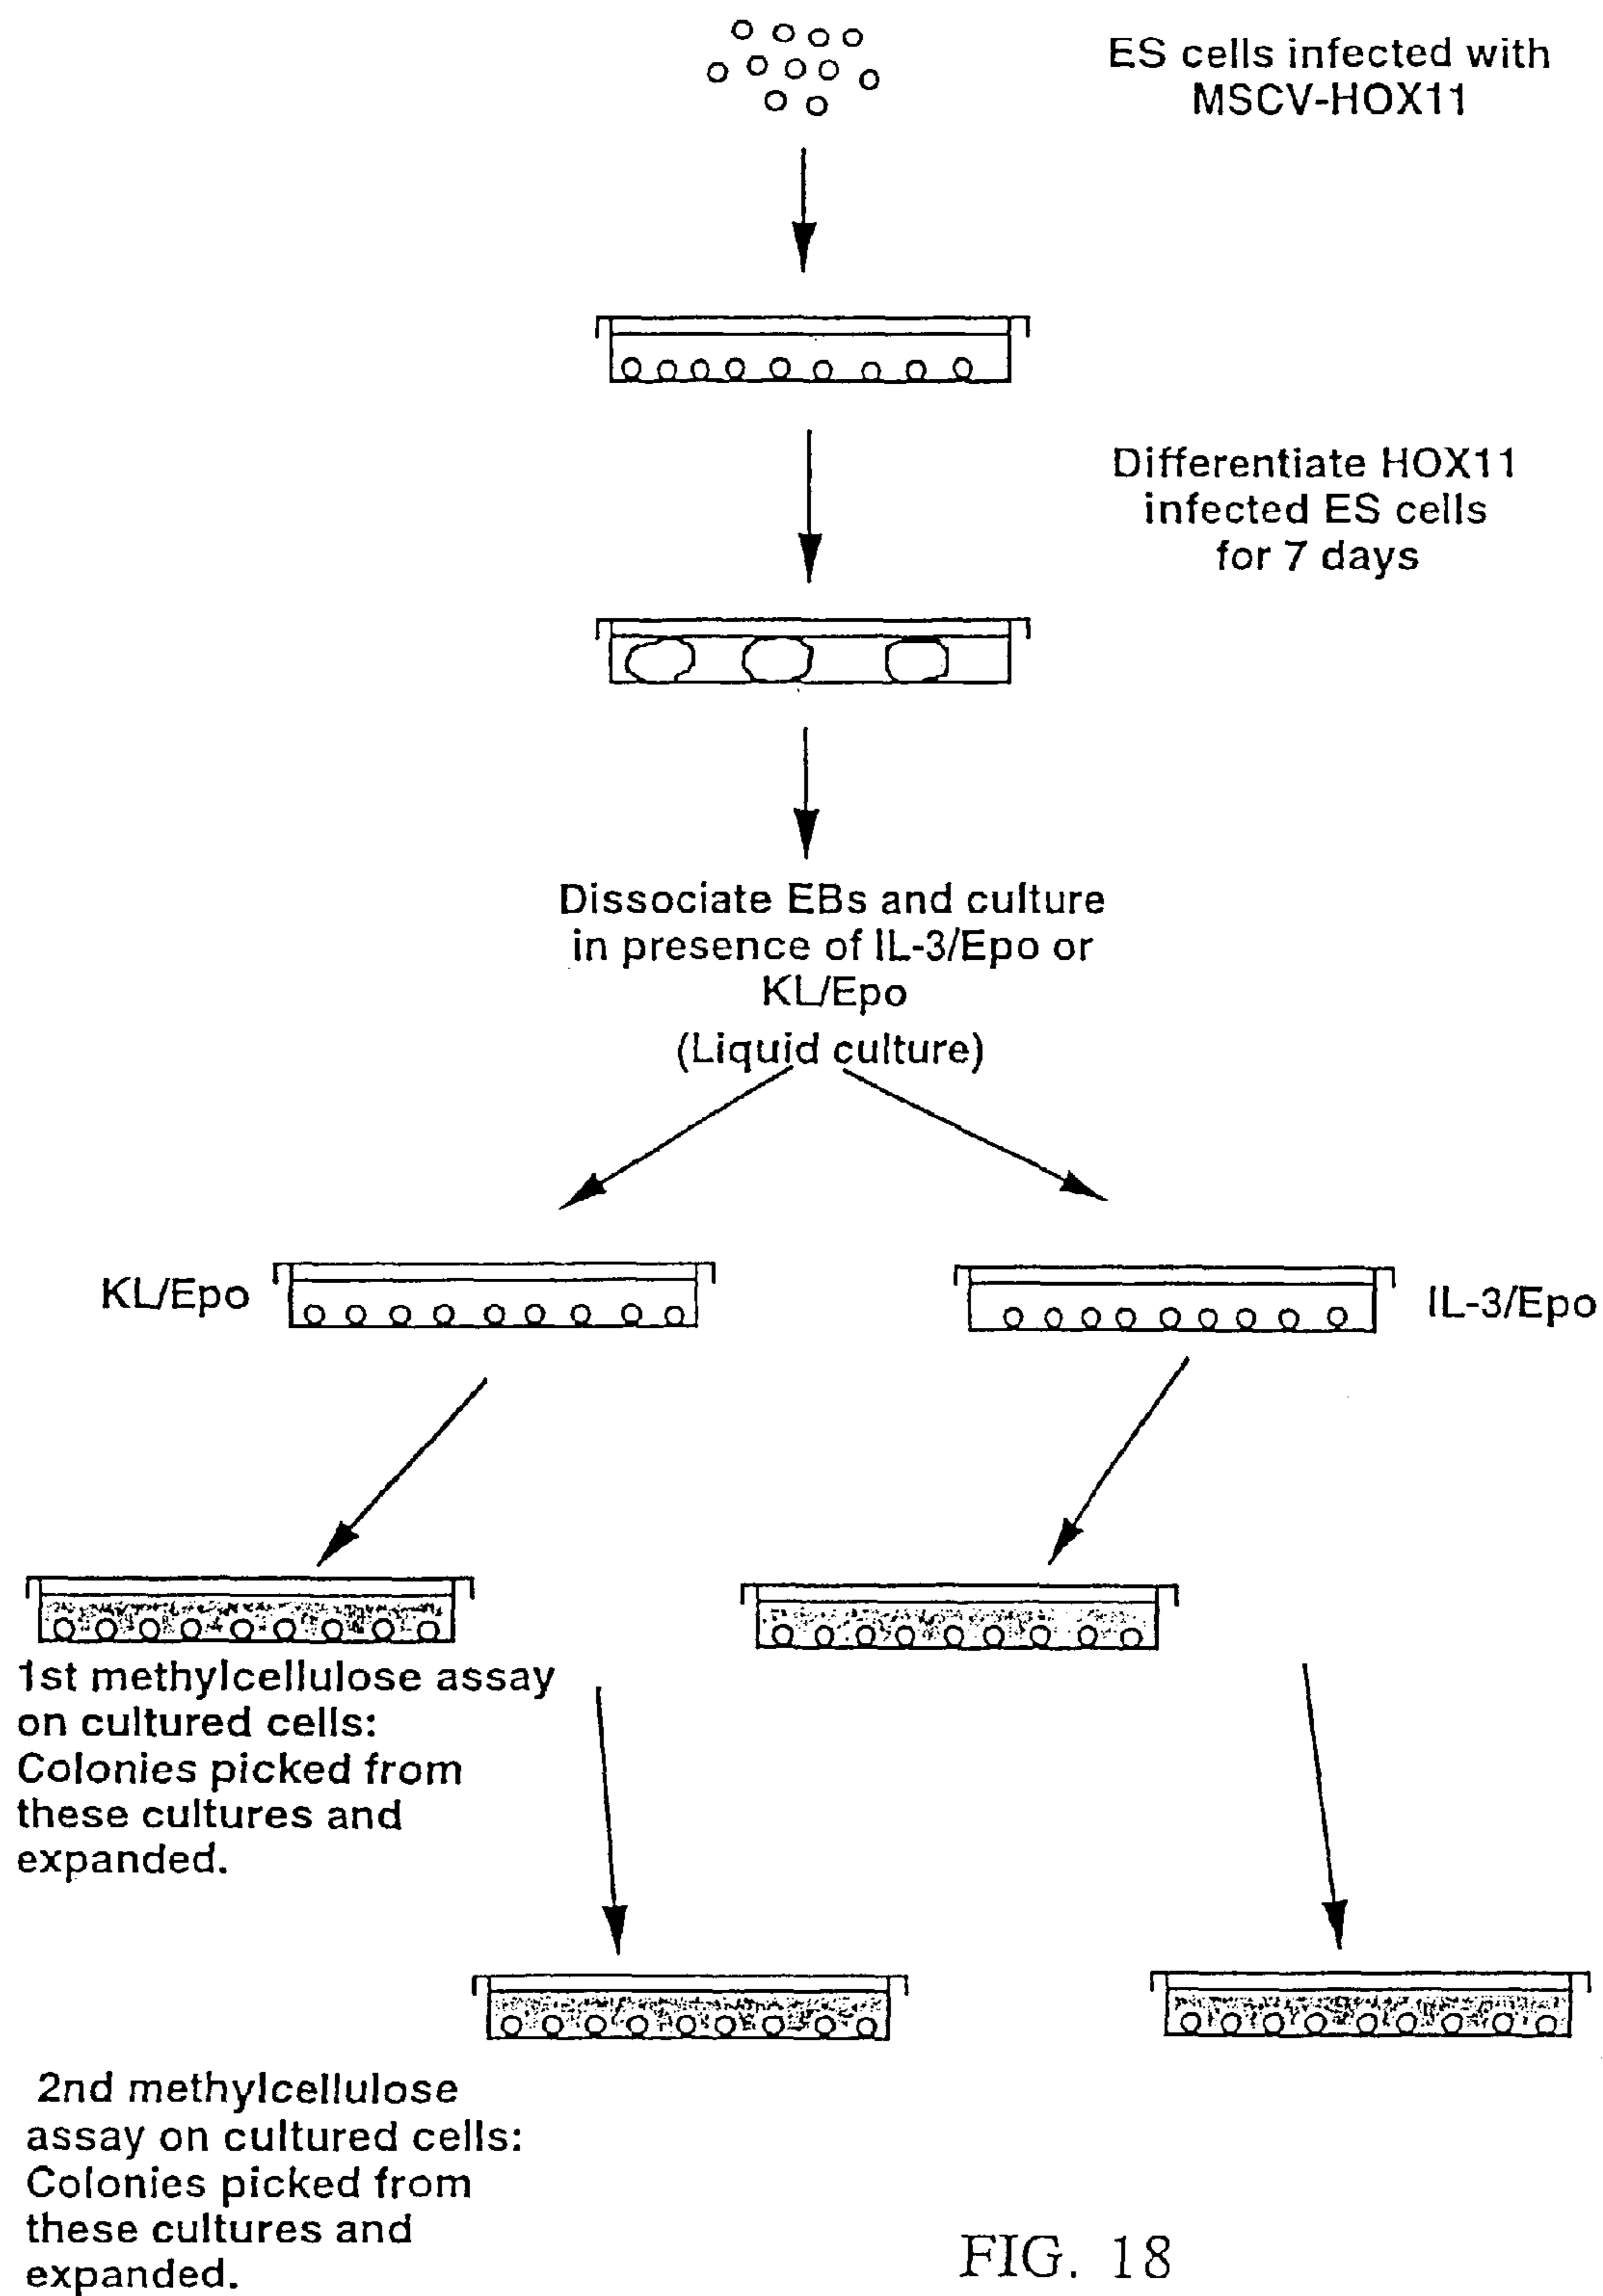 ES cells infected with
MSCV-HOX11
Differentiate HOX11
infected ES cells
for 7 days
Dissociate EBs and culture
in presence of IL-3/Epo or
KL/Epo
(Liquid culture)
KL/Epo
IL-3/Epo
1st methylcellulose assay
on cultured cells:
Colonies picked from
these cultures and
expanded.
2nd methylcellulose
assay on cultured cells:
Colonies picked from
these cultures and
expanded.
FIG. 18